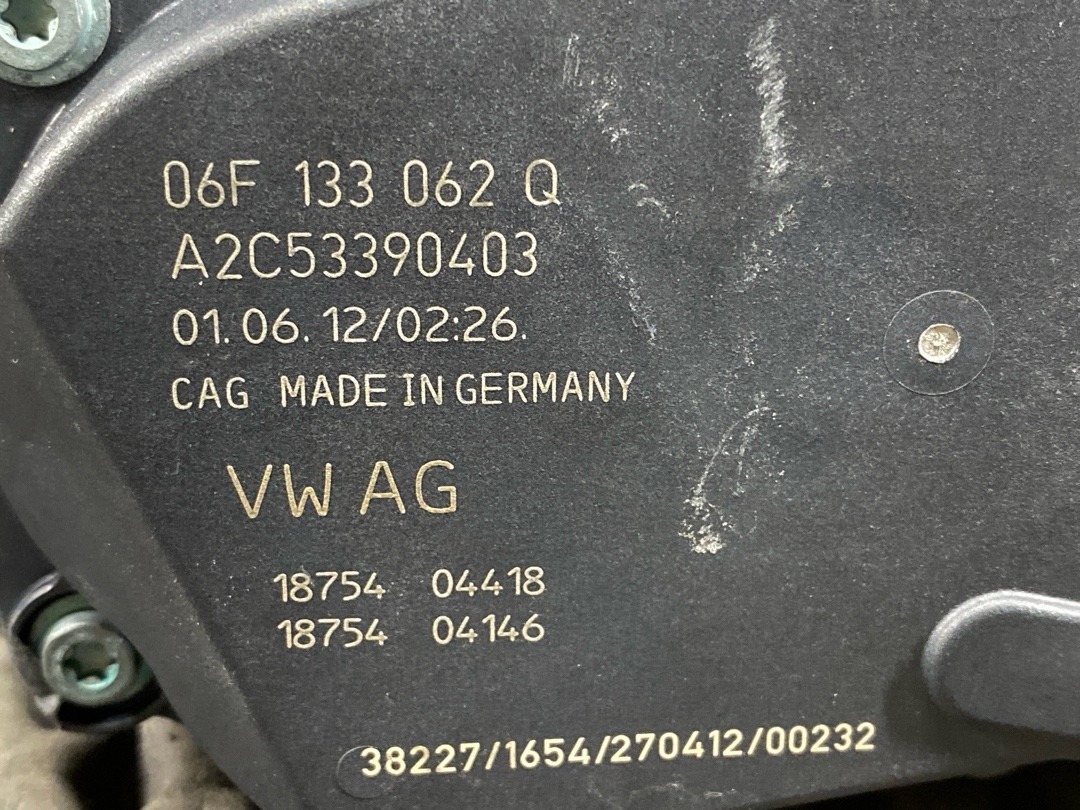 06F 133 062 Q
A2C53390403
01.06.12/02:26.
CAG MADE IN GERMANY
VW AG
18754 04418
18754 04146
38227/1654/270412/00232